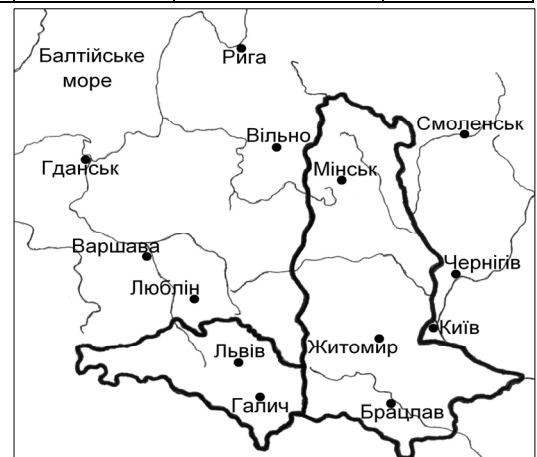 Балтійське
море
Рига
Смоленськ
Вільно
Гданськ
Мінськ
Варшава
Чернігів
Люблін
Київ
Житомир
Львів
Галич
Брацлав